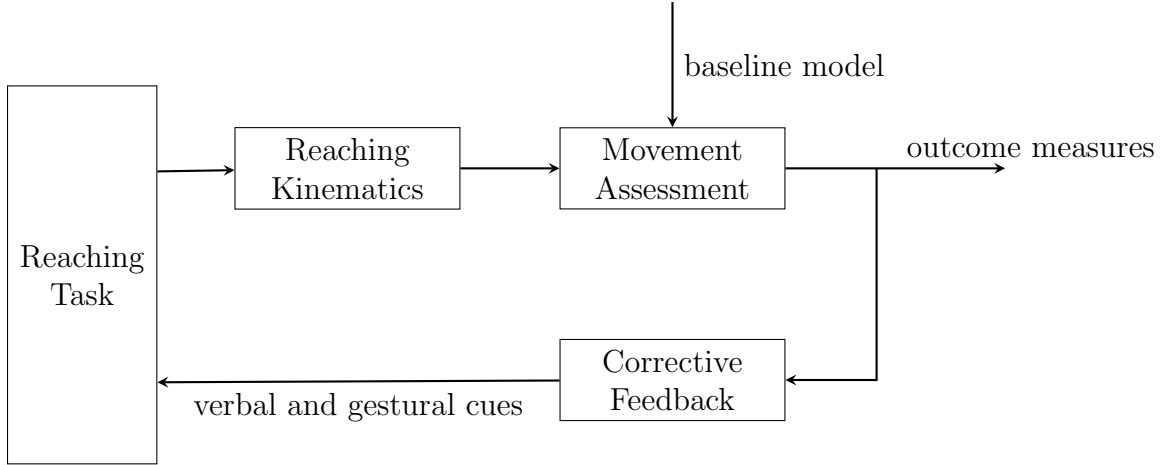 baseline model
Reaching
Kinematics
Movement
Assessment
outcome measures
Reaching
Task
Corrective
Feedback
verbal and gestural cues